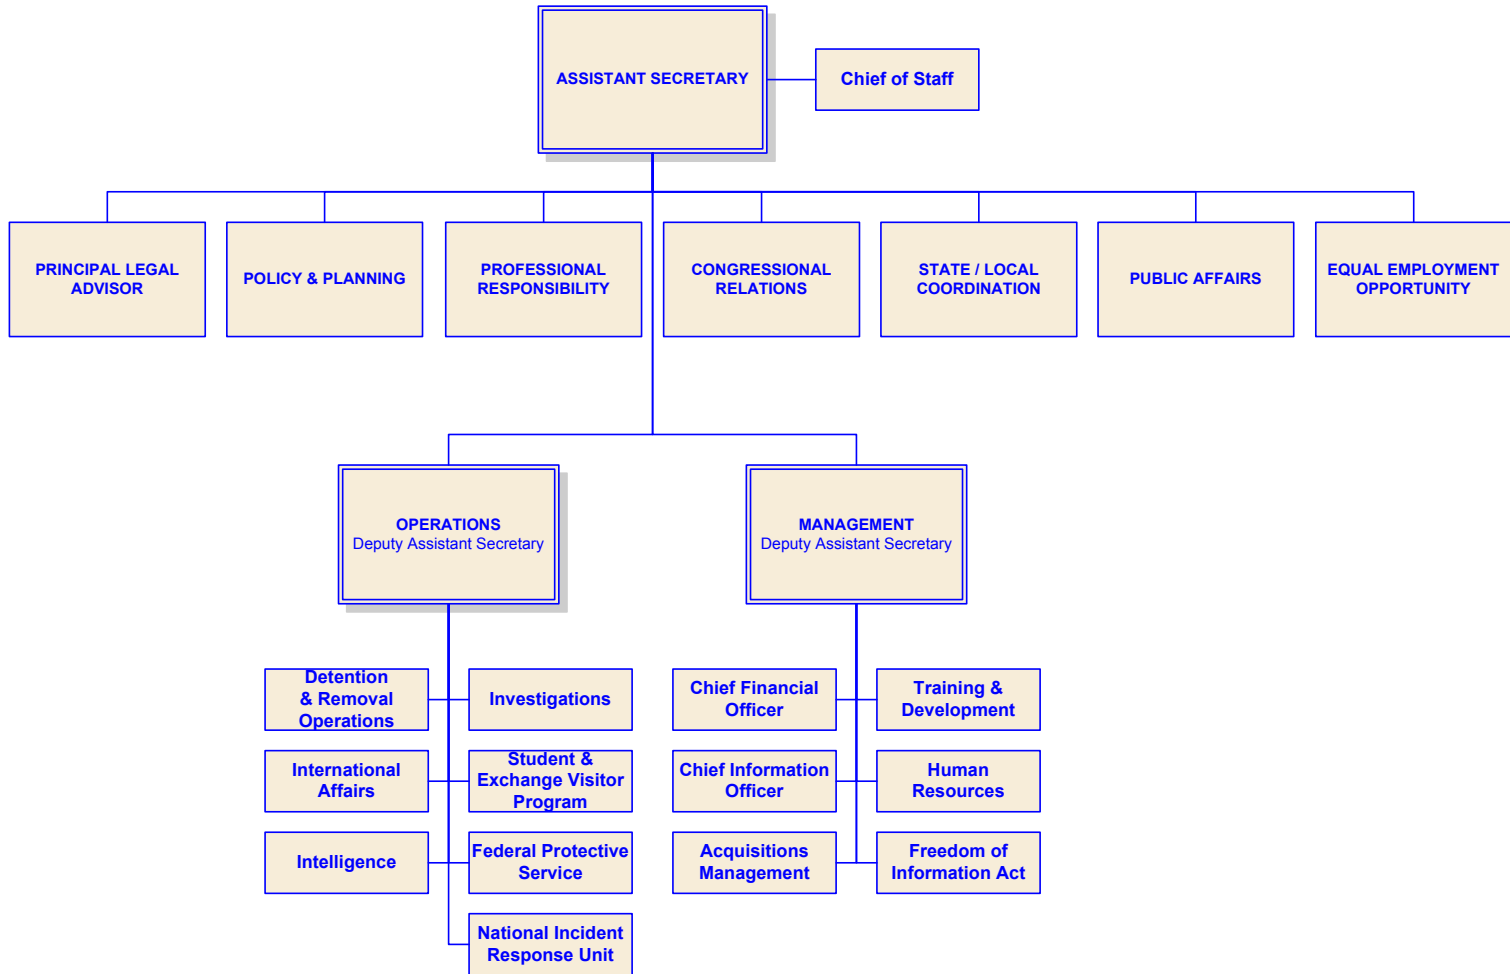 ASSISTANT SECRETARY
Chief of Staff
PRINCIPAL LEGAL
ADVISOR
POLICY & PLANNING
PROFESSIONAL
RESPONSIBILITY
CONGRESSIONAL
RELATIONS
STATE / LOCAL
COORDINATION
PUBLIC AFFAIRS
EQUAL EMPLOYMENT
OPPORTUNITY
OPERATIONS
Deputy Assistant Secretary
MANAGEMENT
Deputy Assistant Secretary
Detention
& Removal
Operations
Investigations
Chief Financial
Officer
Training &
Development
International
Affairs
Student &
Exchange Visitor
Program
Chief Information
Officer
Human
Resources
Intelligence
Federal Protective
Service
Acquisitions
Management
Freedom of
Information Act
National Incident
Response Unit